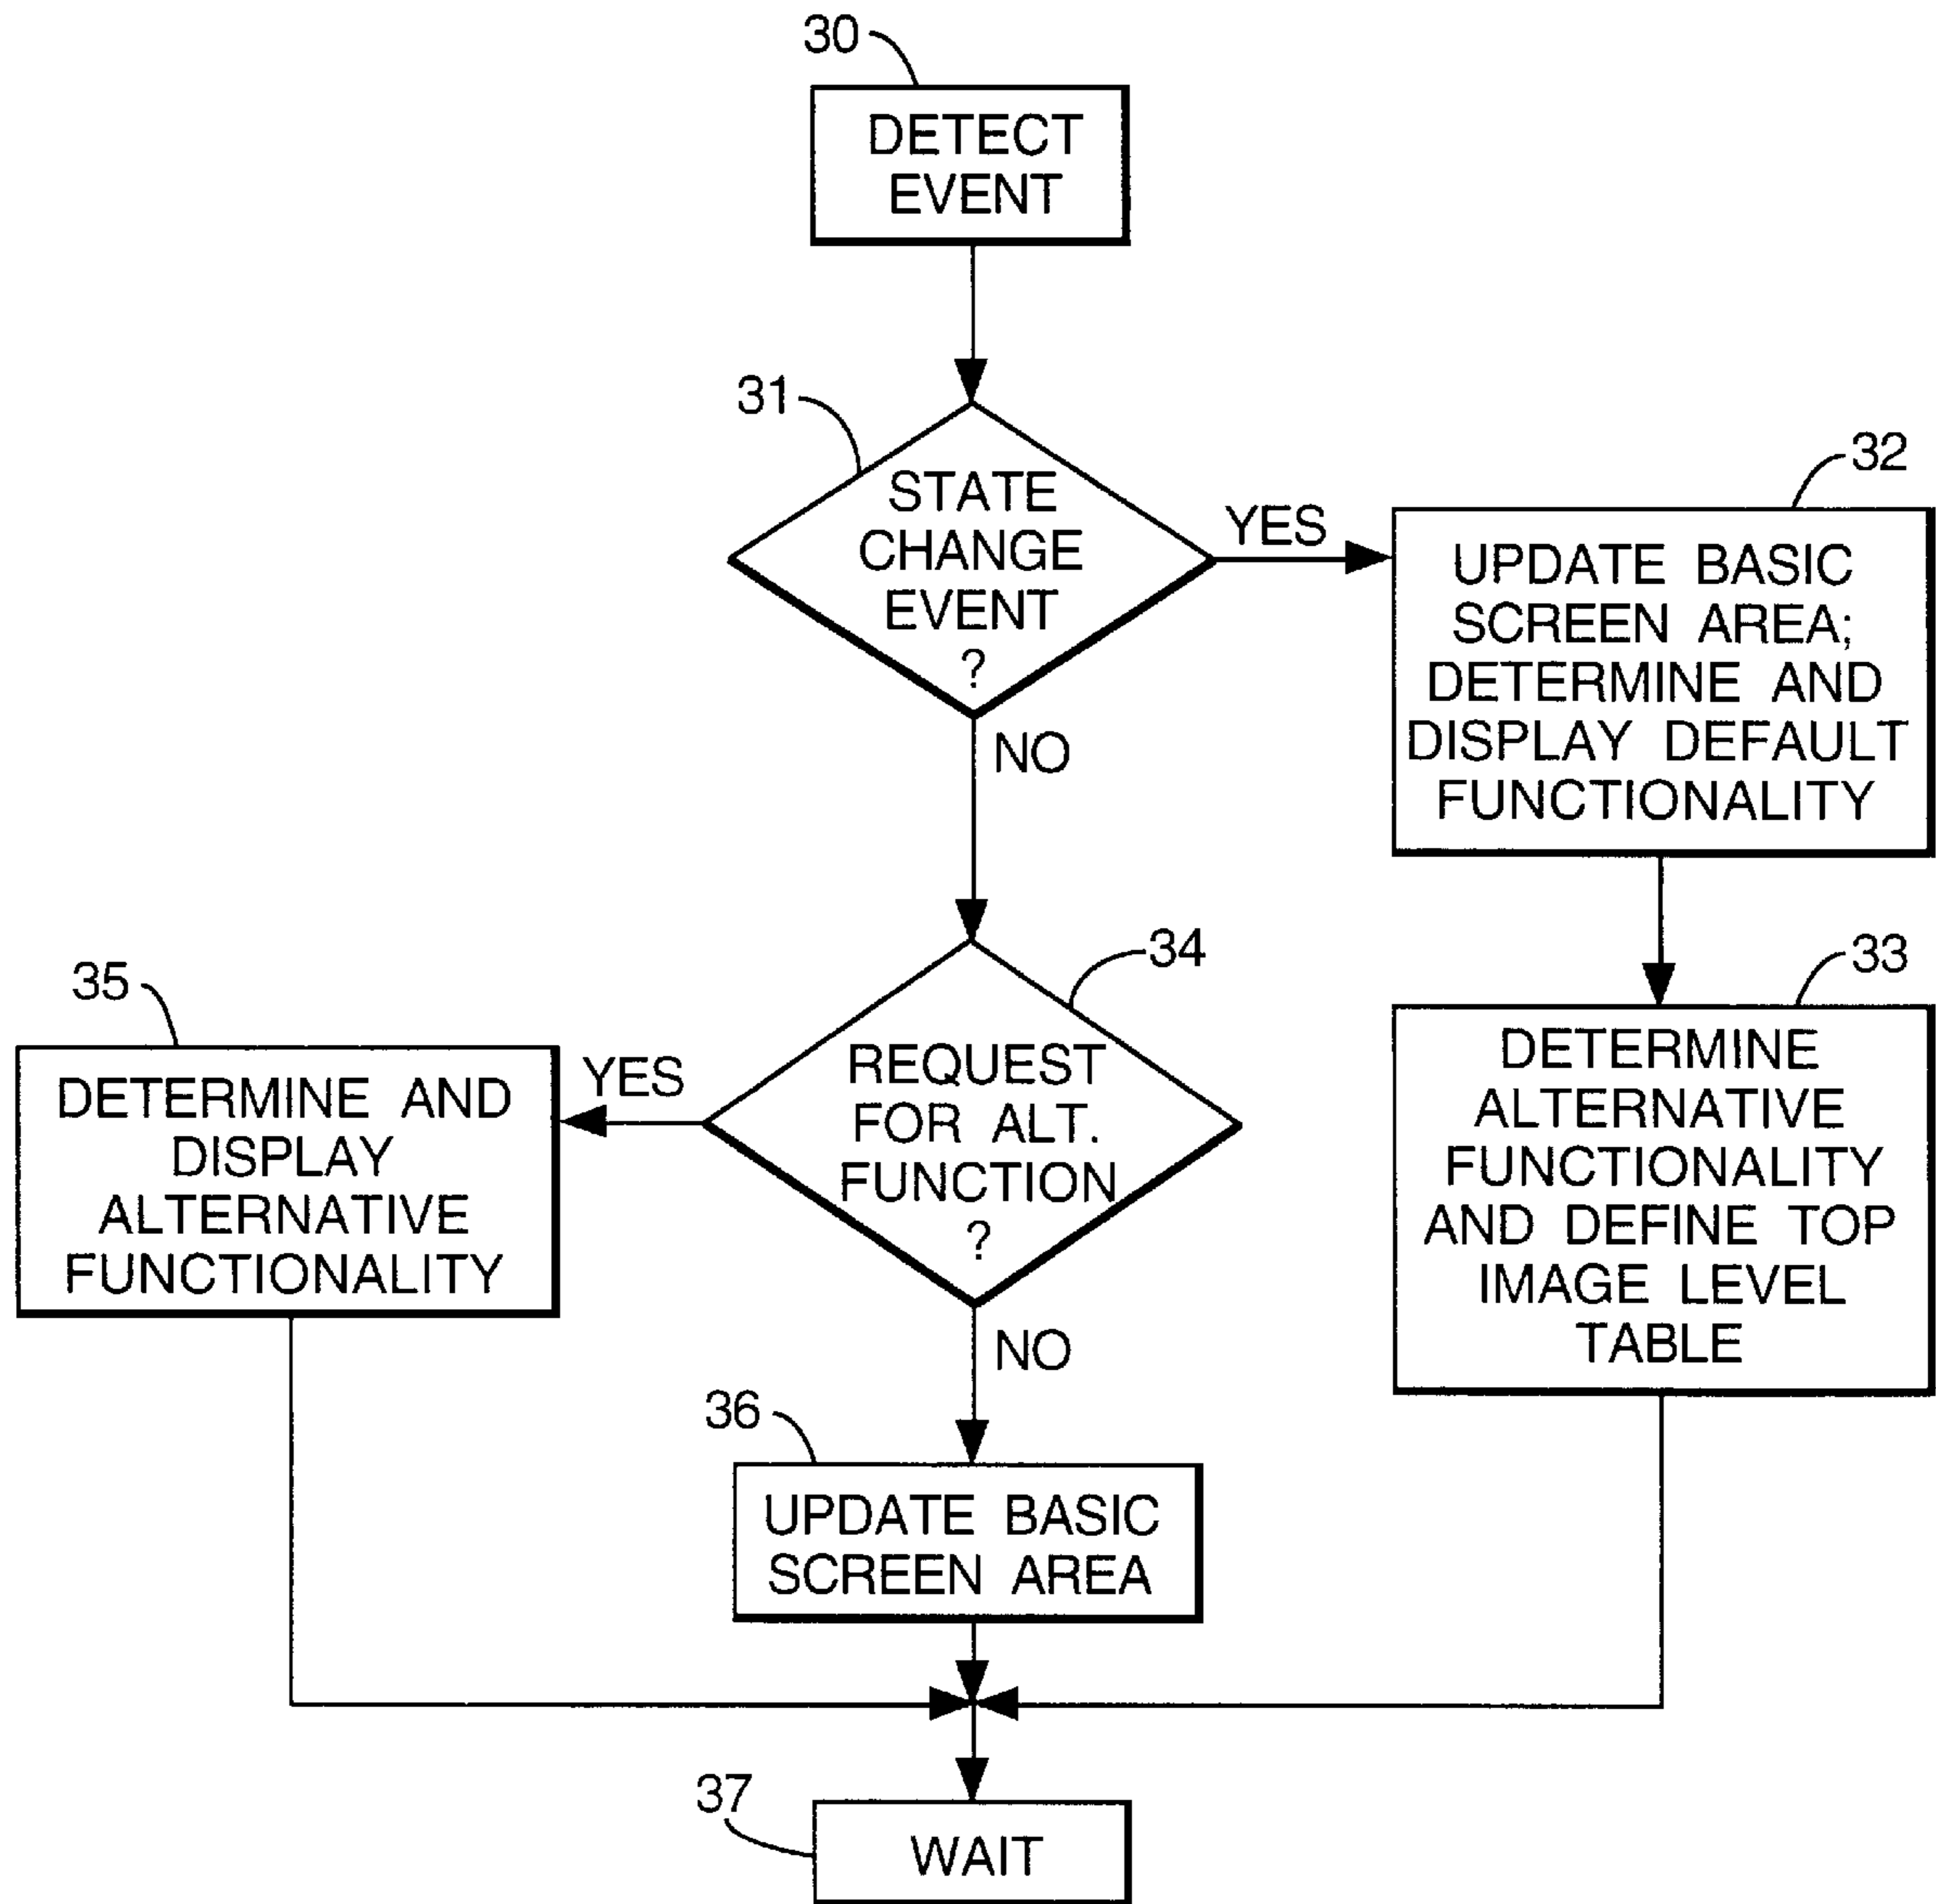 30
DETECT
EVENT
31
STATE
CHANGE
EVENT
?
YES
NO
32
UPDATE BASIC
SCREEN AREA;
DETERMINE AND
DISPLAY DEFAULT
FUNCTIONALITY
33
DETERMINE
ALTERNATIVE
FUNCTIONALITY
AND DEFINE TOP
IMAGE LEVEL
TABLE
34
REQUEST
FOR ALT.
FUNCTION
?
YES
NO
35
DETERMINE AND
DISPLAY
ALTERNATIVE
FUNCTIONALITY
36
UPDATE BASIC
SCREEN AREA
37
WAIT